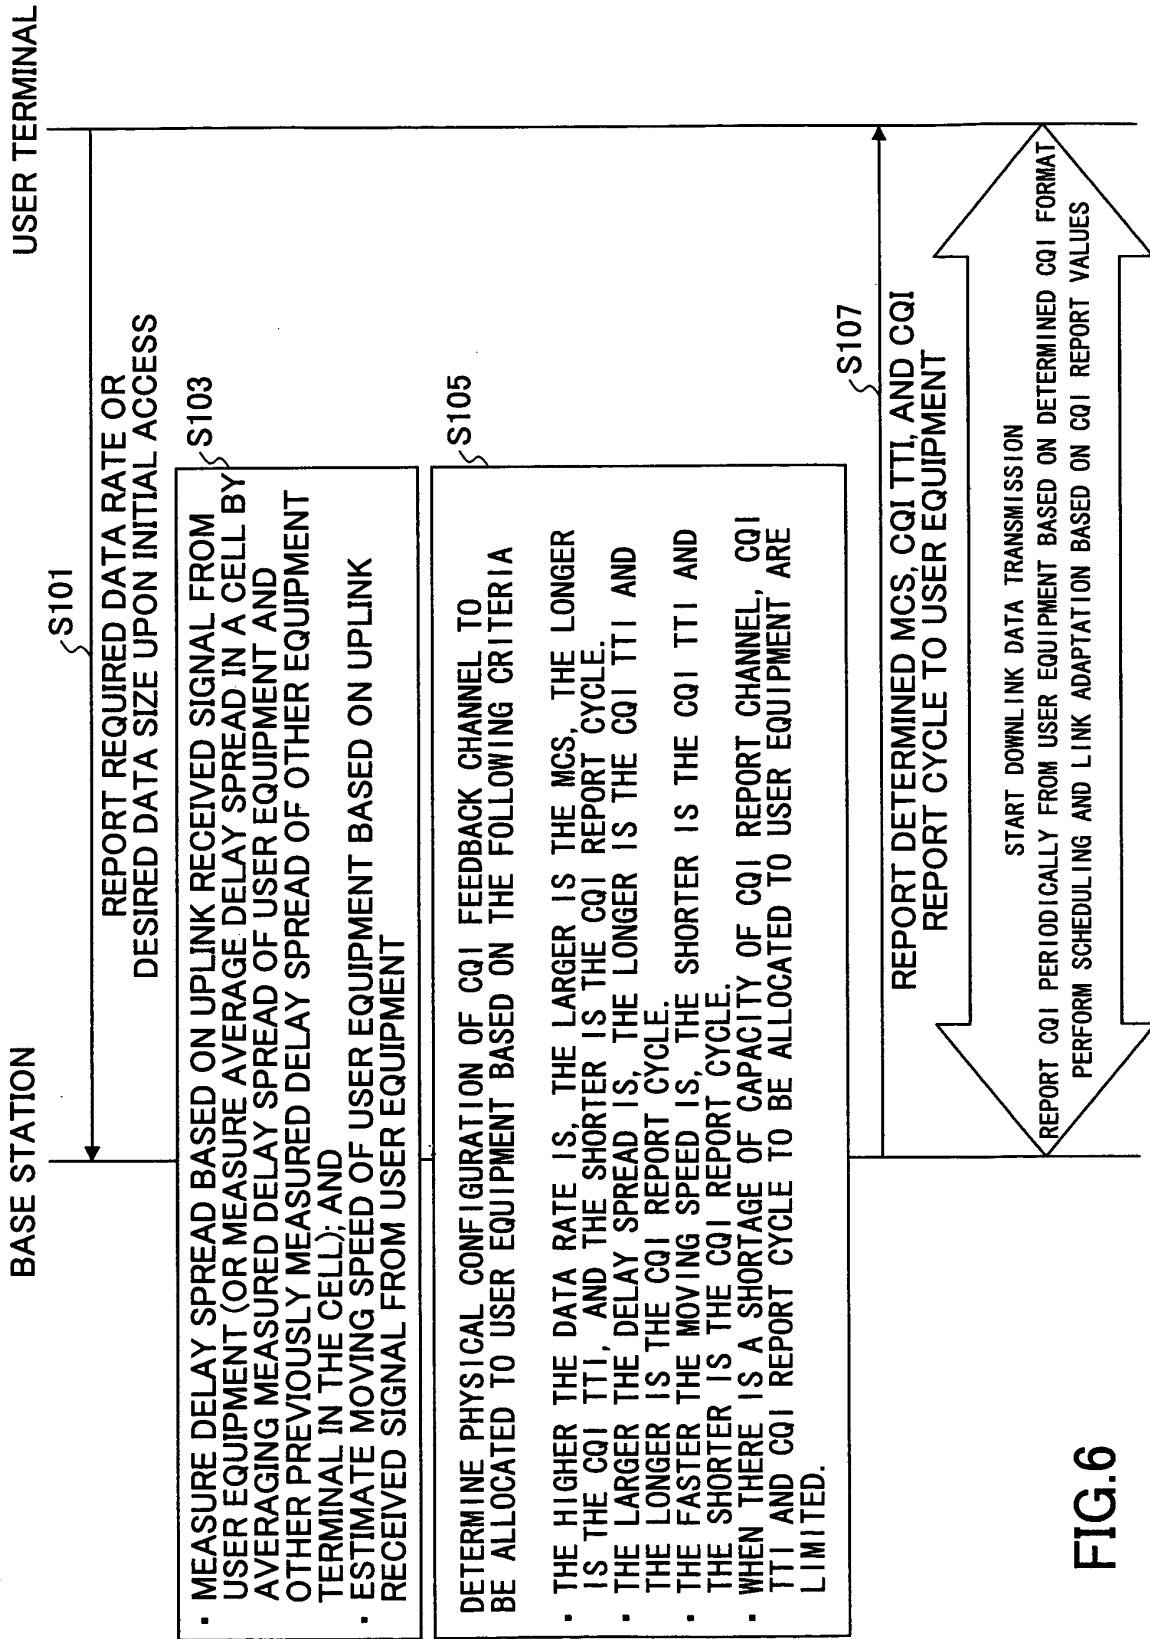 BASE STATION
USER TERMINAL
S101
REPORT REQUIRED DATA RATE OR
DESIRED DATA SIZE UPON INITIAL ACCESS
S103
· MEASURE DELAY SPREAD BASED ON UPLINK RECEIVED SIGNAL FROM
USER EQUIPMENT (OR MEASURE AVERAGE DELAY SPREAD IN A CELL BY
AVERAGING MEASURED DELAY SPREAD OF USER EQUIPMENT AND
OTHER PREVIOUSLY MEASURED DELAY SPREAD OF OTHER EQUIPMENT
TERMINAL IN THE CELL); AND
· ESTIMATE MOVING SPEED OF USER EQUIPMENT BASED ON UPLINK
RECEIVED SIGNAL FROM USER EQUIPMENT
S105
DETERMINE PHYSICAL CONFIGURATION OF CQI FEEDBACK CHANNEL TO
BE ALLOCATED TO USER EQUIPMENT BASED ON THE FOLLOWING CRITERIA
· THE HIGHER THE DATA RATE IS, THE LARGER IS THE MCS, THE LONGER
IS THE CQI TTI, AND THE SHORTER IS THE CQI REPORT CYCLE.
· THE LARGER THE DELAY SPREAD IS, THE LONGER IS THE CQI TTI AND
THE LONGER IS THE CQI REPORT CYCLE.
· THE FASTER THE MOVING SPEED IS, THE SHORTER IS THE CQI TTI AND
THE SHORTER IS THE CQI REPORT CYCLE.
· WHEN THERE IS A SHORTAGE OF CAPACITY OF CQI REPORT CHANNEL, CQI
TTI AND CQI REPORT CYCLE TO BE ALLOCATED TO USER EQUIPMENT ARE
LIMITED.
S107
REPORT DETERMINED MCS, CQI TTI, AND CQI
REPORT CYCLE TO USER EQUIPMENT
START DOWNLINK DATA TRANSMISSION
REPORT CQI PERIODICALLY FROM USER EQUIPMENT BASED ON DETERMINED CQI FORMAT
PERFORM SCHEDULING AND LINK ADAPTATION BASED ON CQI REPORT VALUES
FIG.6